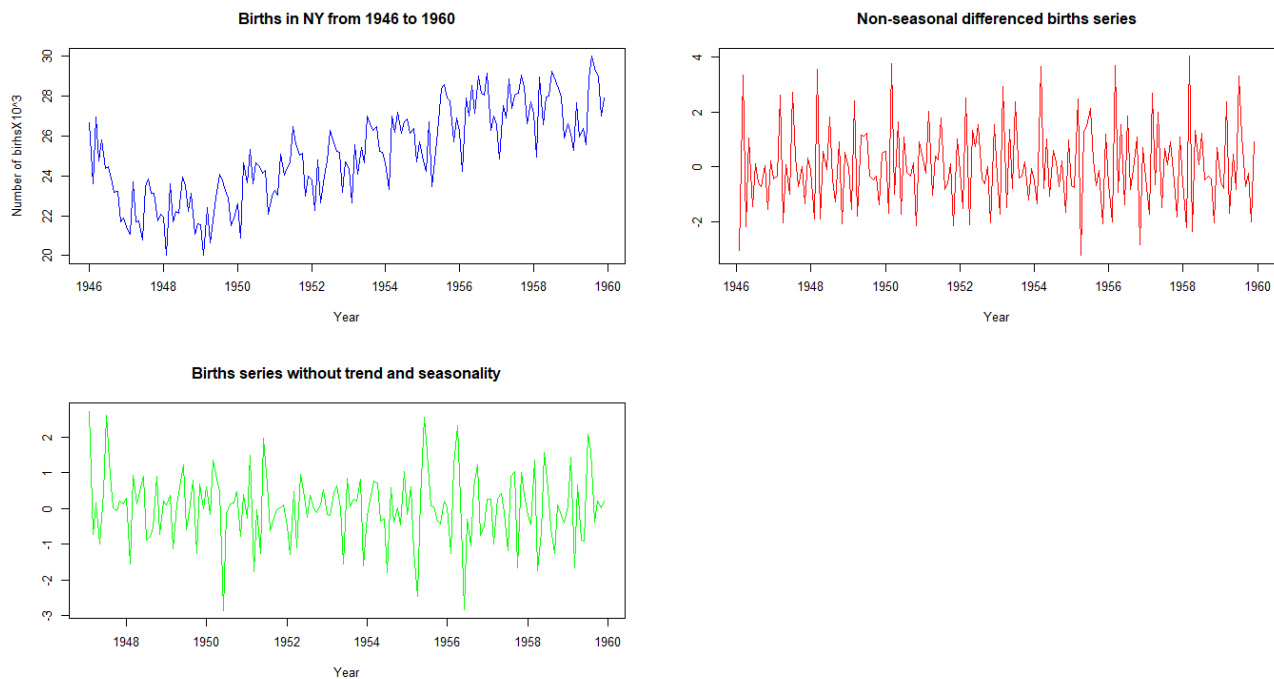 Births in NY from 1946 to 1960
Number of birhsX10^3
30
28
26
24
22
20
1946 1948 1950 1952 1954 1956 1958 1960
Year
Non-seasonal differenced births series
4
2
0
-2
1946 1948 1950 1952 1954 1956 1958 1960
Year
Births series without trend and seasonality
2
1
0
-1
-2
-3
1948 1950 1952 1954 1956 1958 1960
Year